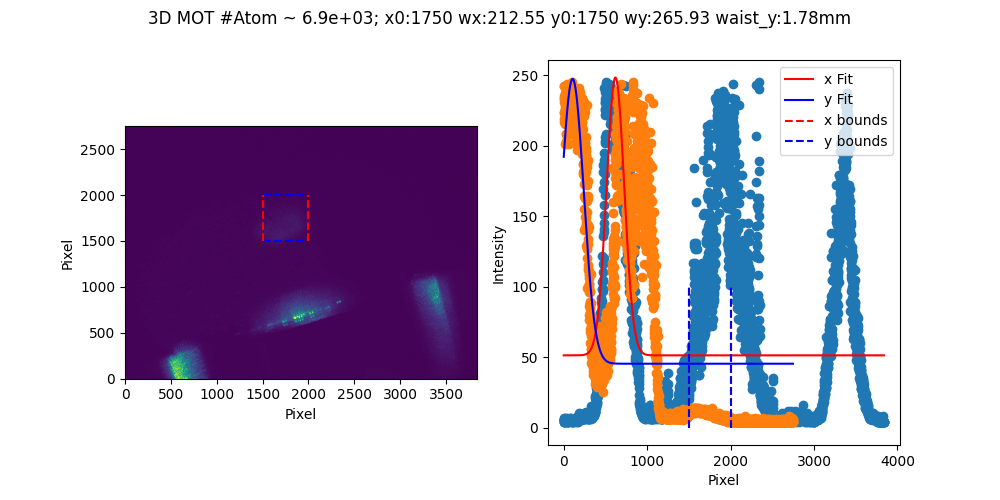 3D MOT #Atom ~ 6.9e+03; x0:1750 wx:212.55 y0:1750 wy:265.93 waist_y:1.78mm
Pixel
2500
2000
1500
1000
500
0
0 500 1000 1500 2000 2500 3000 3500
Pixel
Intensity
250
200
150
100
50
0
0 1000 2000 3000 4000
Pixel
x Fit
y Fit
x bounds
y bounds